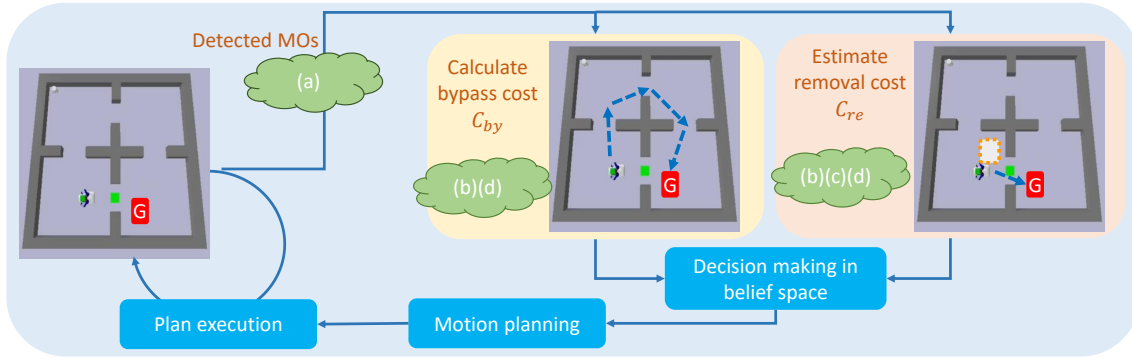 Detected MOs
(a)
G
Calculate
bypass cost
C_by
(b)(d)
G
Estimate
removal cost
C_re
(b)(c)(d)
G
Decision making in
belief space
Motion planning
Plan execution